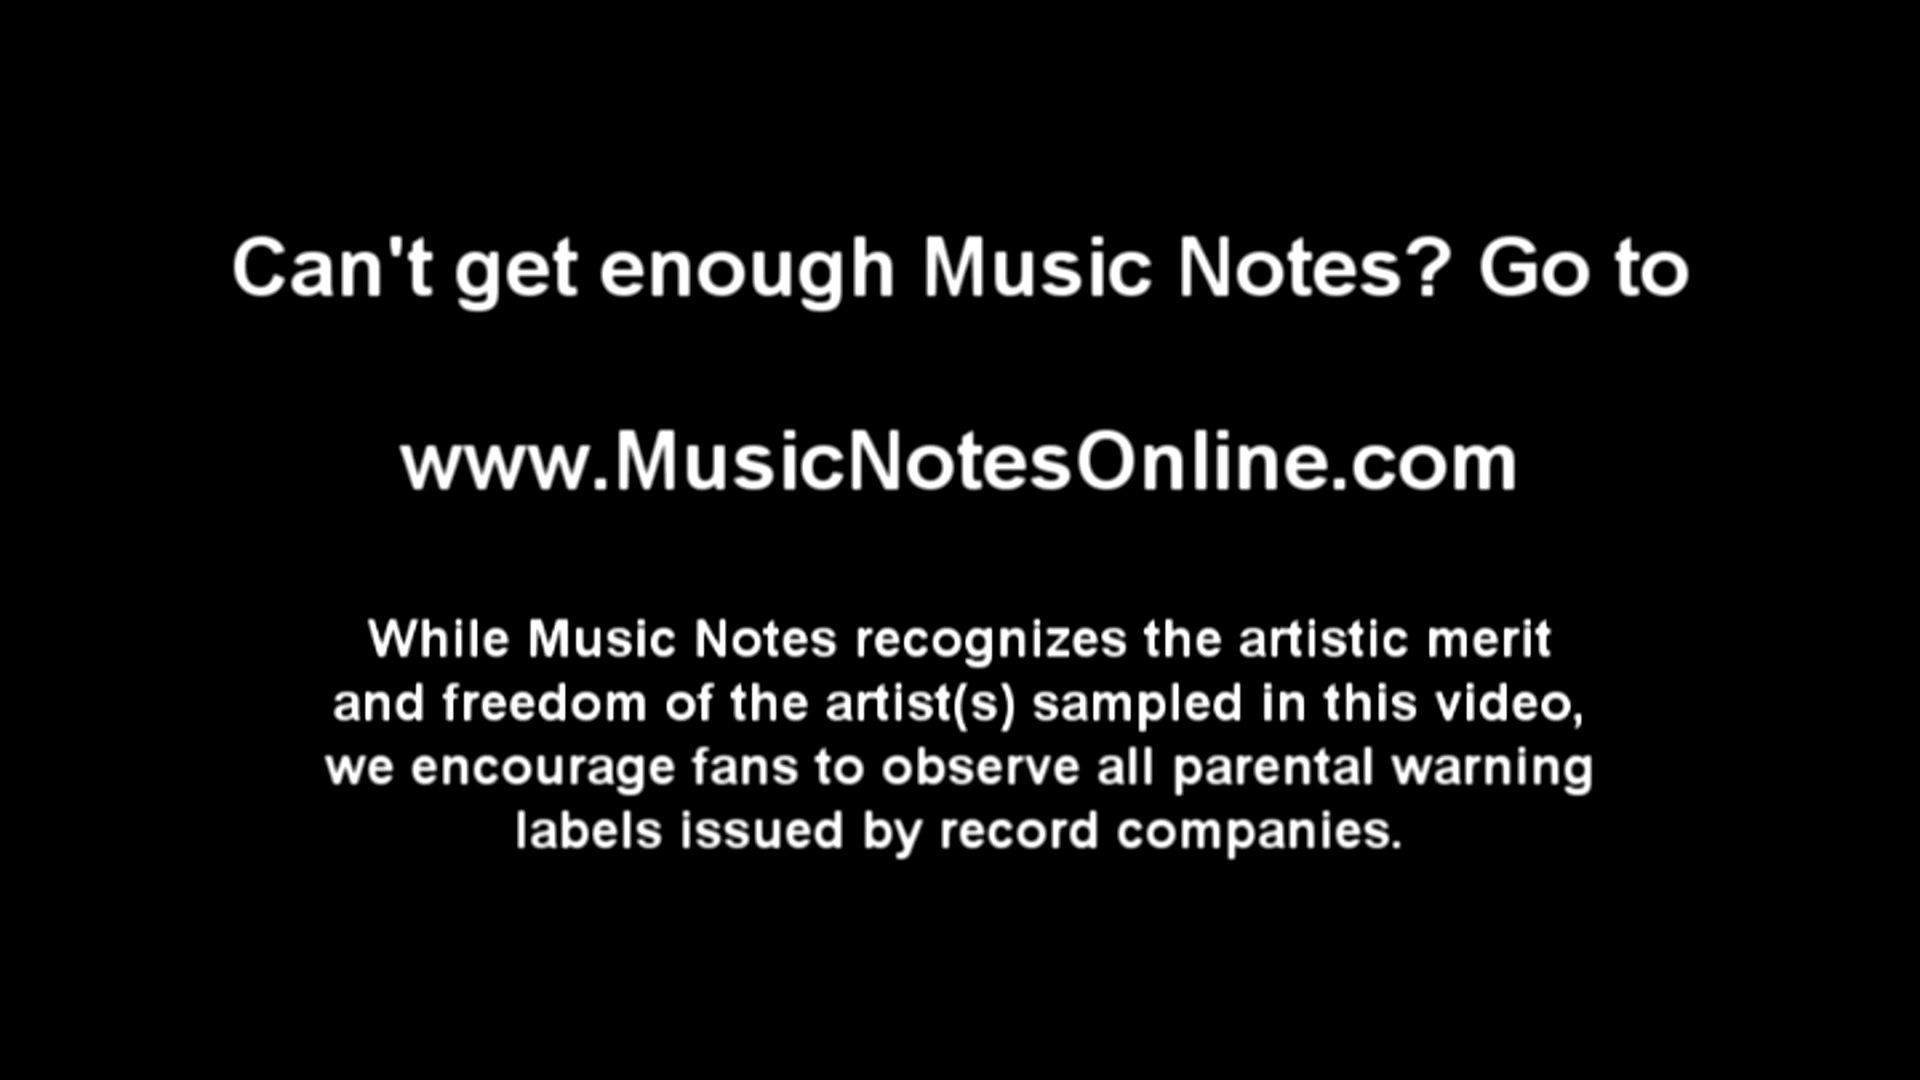 Can't get enough Music Notes? Go to
www.MusicNotesOnline.com
While Music Notes recognizes the artistic merit
and freedom of the artist(s) sampled in this video,
we encourage fans to observe all parental warning
labels issued by record companies.